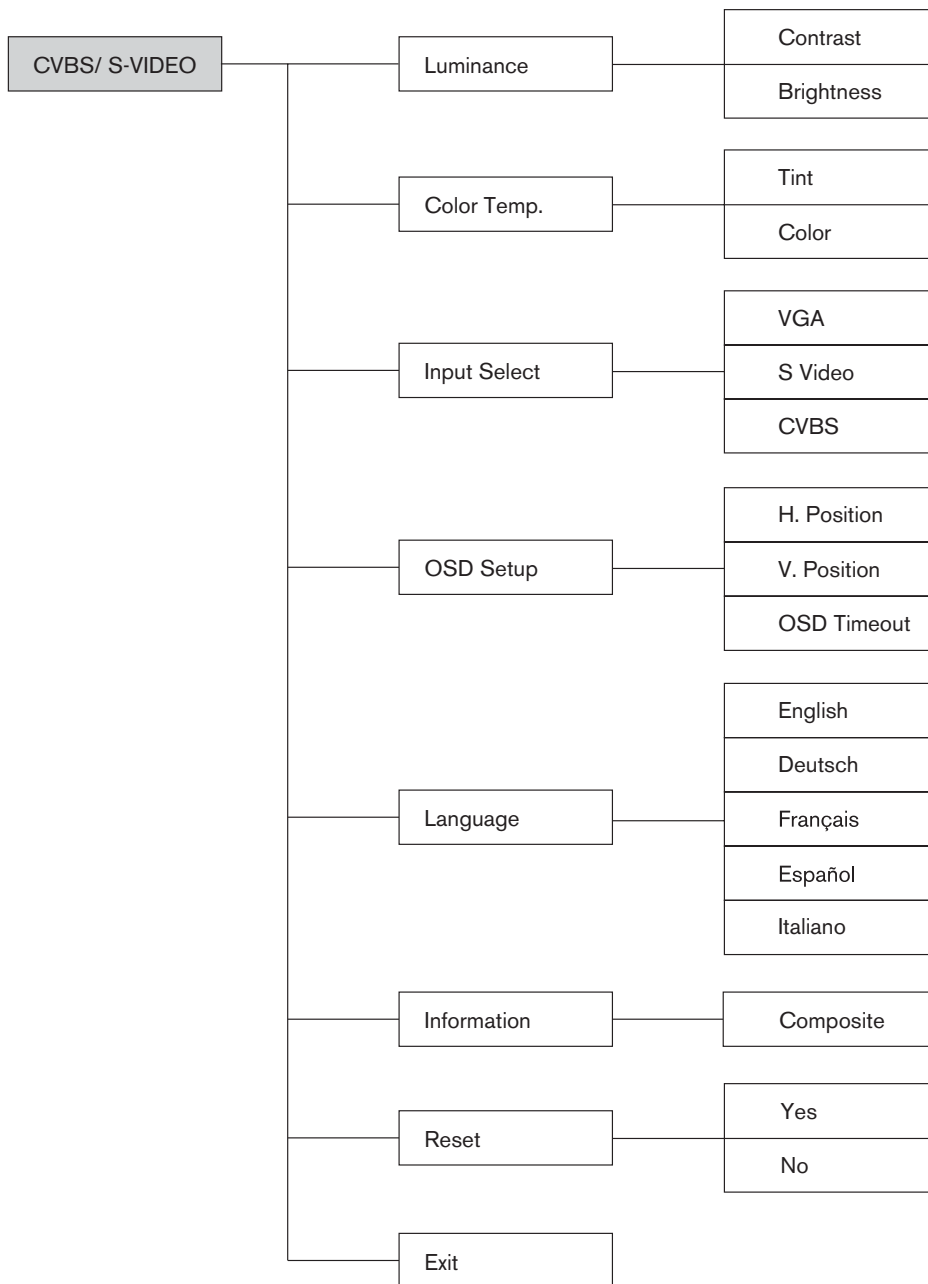 CVBS/ S-VIDEO
Luminance
Contrast
Brightness
Color Temp.
Tint
Color
Input Select
VGA
S Video
CVBS
OSD Setup
H. Position
V. Position
OSD Timeout
Language
English
Deutsch
Français
Español
Italiano
Information
Composite
Reset
Yes
No
Exit